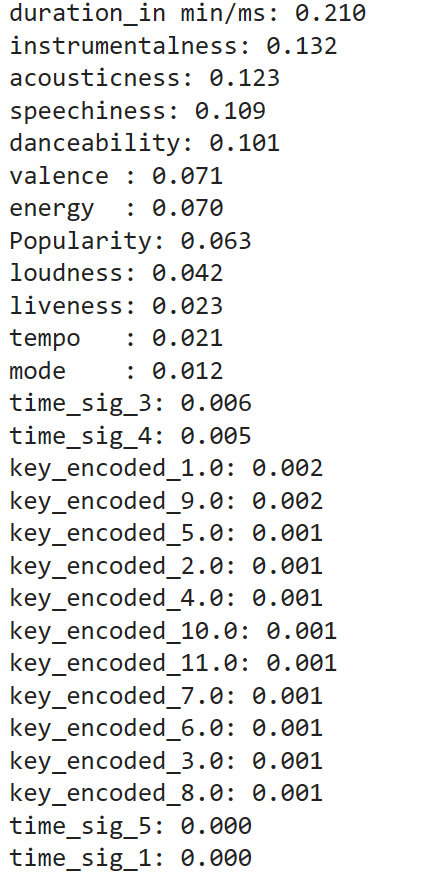 duration_in min/ms: 0.210
instrumentalness: 0.132
acousticness: 0.123
speechiness: 0.109
danceability: 0.101
valence : 0.071
energy  : 0.070
Popularity: 0.063
loudness: 0.042
liveness: 0.023
tempo   : 0.021
mode    : 0.012
time_sig_3: 0.006
time_sig_4: 0.005
key_encoded_1.0: 0.002
key_encoded_9.0: 0.002
key_encoded_5.0: 0.001
key_encoded_2.0: 0.001
key_encoded_4.0: 0.001
key_encoded_10.0: 0.001
key_encoded_11.0: 0.001
key_encoded_7.0: 0.001
key_encoded_6.0: 0.001
key_encoded_3.0: 0.001
key_encoded_8.0: 0.001
time_sig_5: 0.000
time_sig_1: 0.000